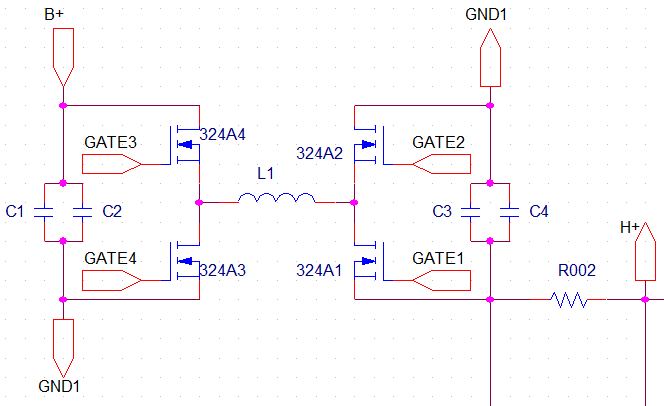 B+
GND1
GATE3
324A4
GATE2
324A2
L1
C1
C2
C3
C4
H+
GATE4
324A3
324A1
GATE1
R002
GND1